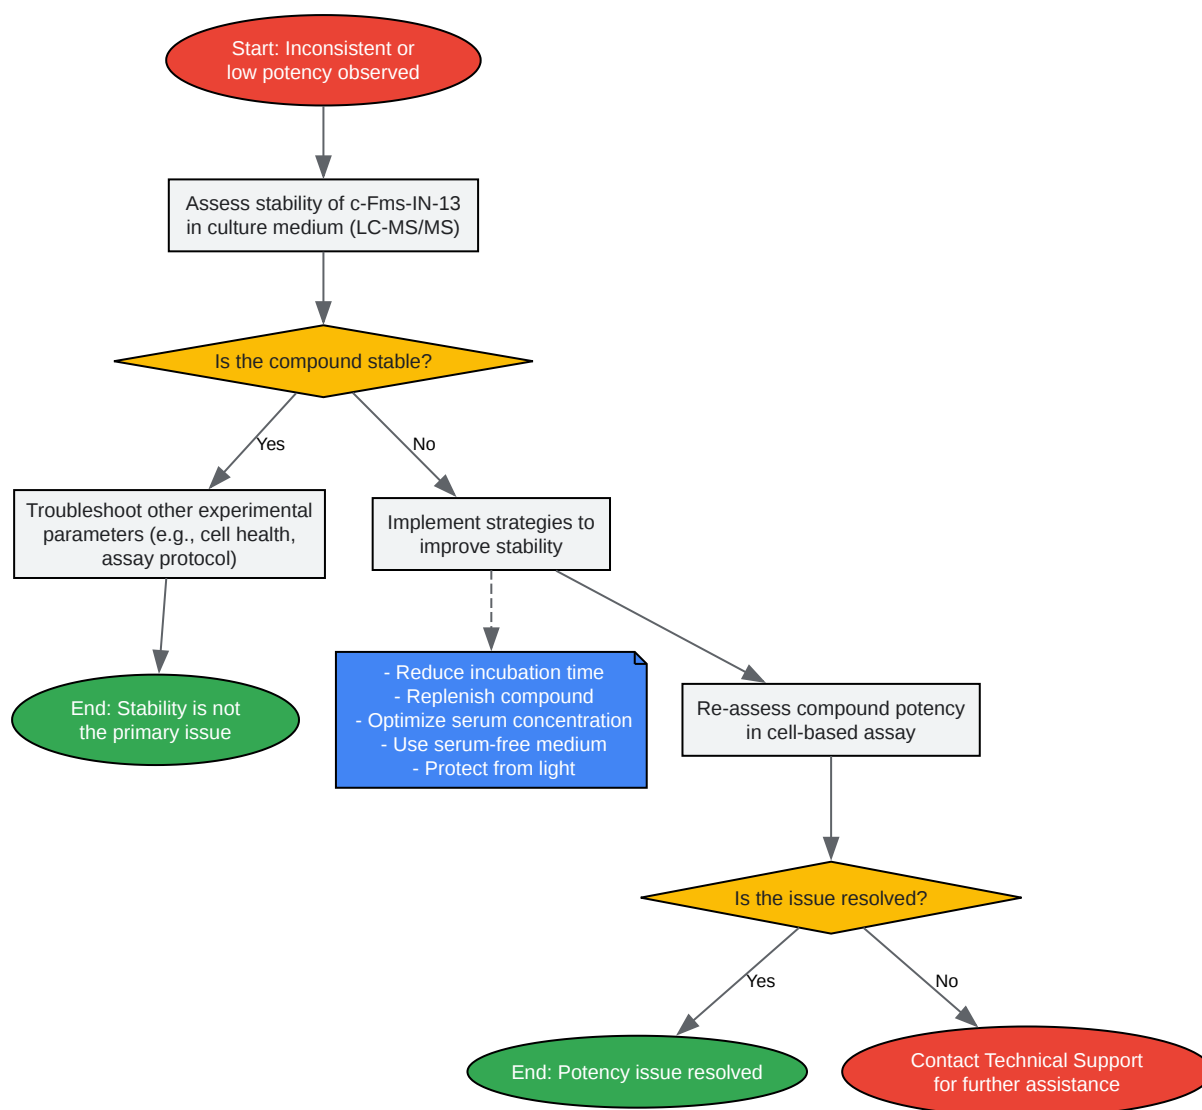 Start: Inconsistent or
low potency observed
Assess stability of c-Fms-IN-13
in culture medium (LC-MS/MS)
Is the compound stable?
Yes
No
Troubleshoot other experimental
parameters (e.g., cell health,
assay protocol)
Implement strategies to
improve stability
End: Stability is not
the primary issue
- Reduce incubation time
- Replenish compound
- Optimize serum concentration
- Use serum-free medium
- Protect from light
Re-assess compound potency
in cell-based assay
Is the issue resolved?
Yes
No
End: Potency issue resolved
Contact Technical Support
for further assistance